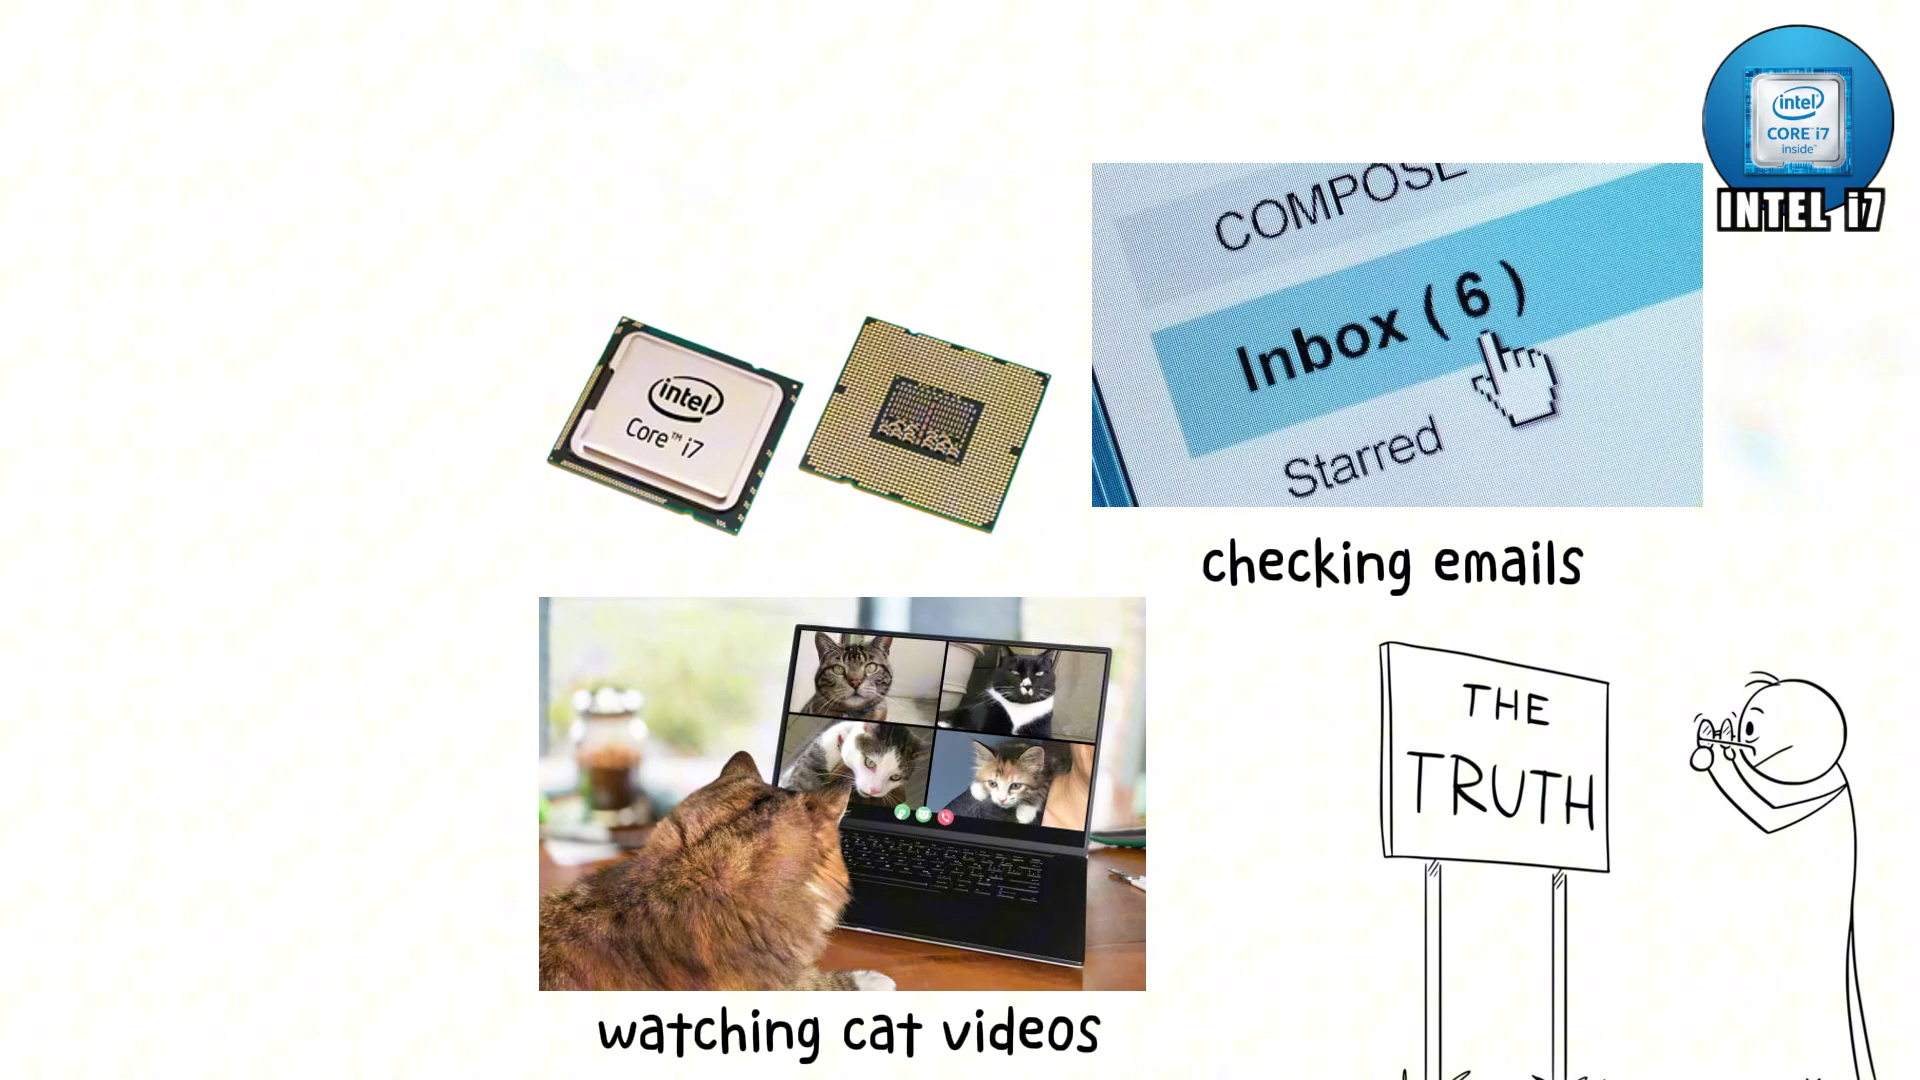 intel
CORE i7
inside™
INTEL i7
COMPOSE
Inbox ( 6 )
Starred
intel
Core™ i7
checking emails
THE
TRUTH
watching cat videos